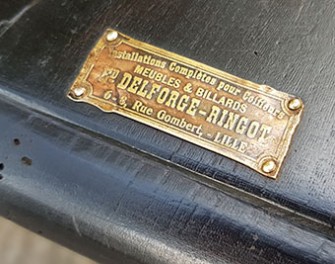 Installations Complètes pour Coiffeurs
MEUBLES & BILLARDS
DELFORGE-RINGOT
6-8, Rue Gombert, - LILLE -